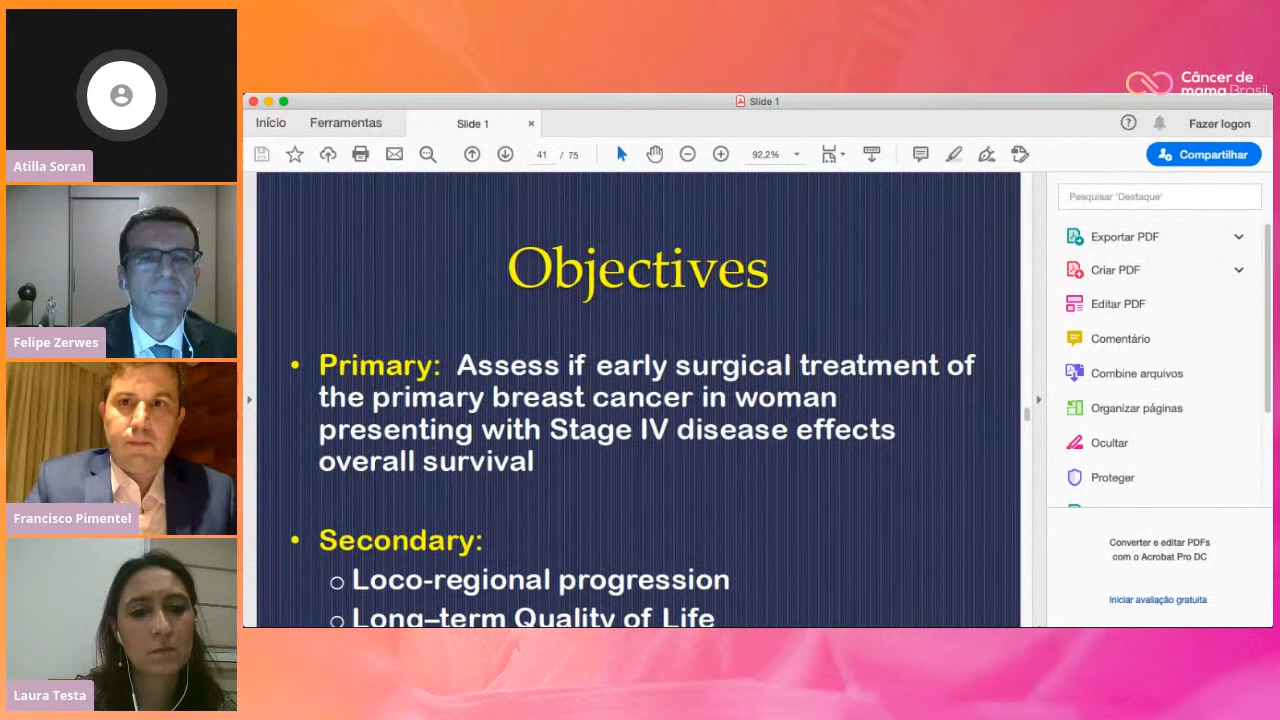 Atilla Soran
Felipe Zerwes
Francisco Pimentel
Laura Testa
Câncer de
mama Brasil
Slide 1
Início
Ferramentas
Slide 1
×
Fazer logon
41 / 75
92,2%
Compartilhar
Objectives
• Primary: Assess if early surgical treatment of
the primary breast cancer in woman
presenting with Stage IV disease effects
overall survival
• Secondary:
○ Loco-regional progression
○ Long–term Quality of Life
Pesquisar 'Destaque'
Exportar PDF
Criar PDF
Editar PDF
Comentário
Combine arquivos
Organizar páginas
Ocultar
Proteger
Converter e editar PDFs
com o Acrobat Pro DC
Iniciar avaliação gratuita